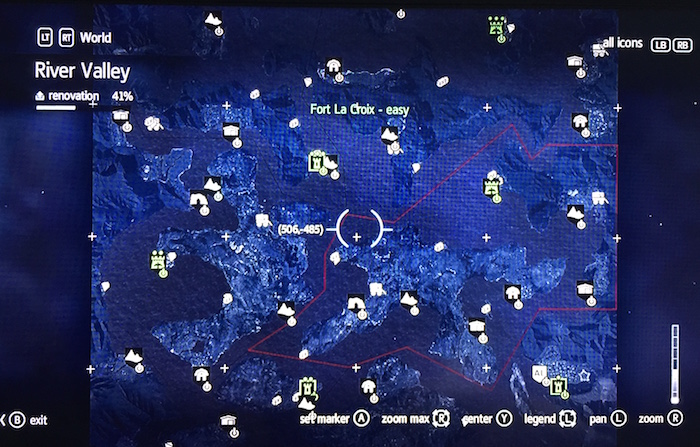 LT RT World
all icons LB RB
River Valley
renovation 41%
Fort La Croix - easy
(506,-485)
A1
B exit
set marker A zoom max R center Y legend L pan L zoom R